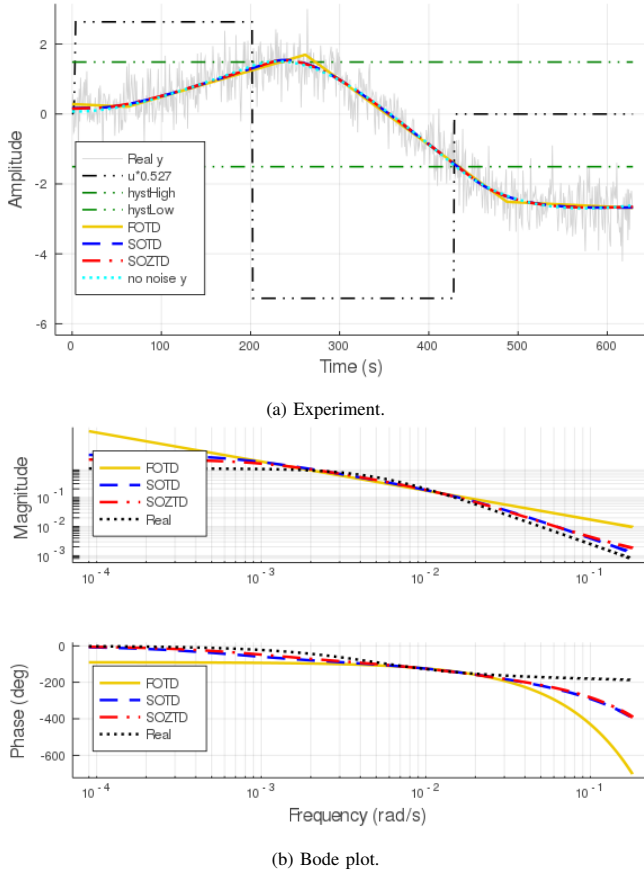 2
0
-2
-4
-6
Amplitude
Real y
u*0.527
hystHigh
hystLow
FOTD
SOTD
SOZTD
no noise y
0 100 200 300 400 500 600
Time (s)
(a) Experiment.
Magnitude
10⁻¹
10⁻²
10⁻³
FOTD
SOTD
SOZTD
Real
10⁻⁴ 10⁻³ 10⁻² 10⁻¹
Phase (deg)
0
-200
-400
-600
FOTD
SOTD
SOZTD
Real
10⁻⁴ 10⁻³ 10⁻² 10⁻¹
Frequency (rad/s)
(b) Bode plot.